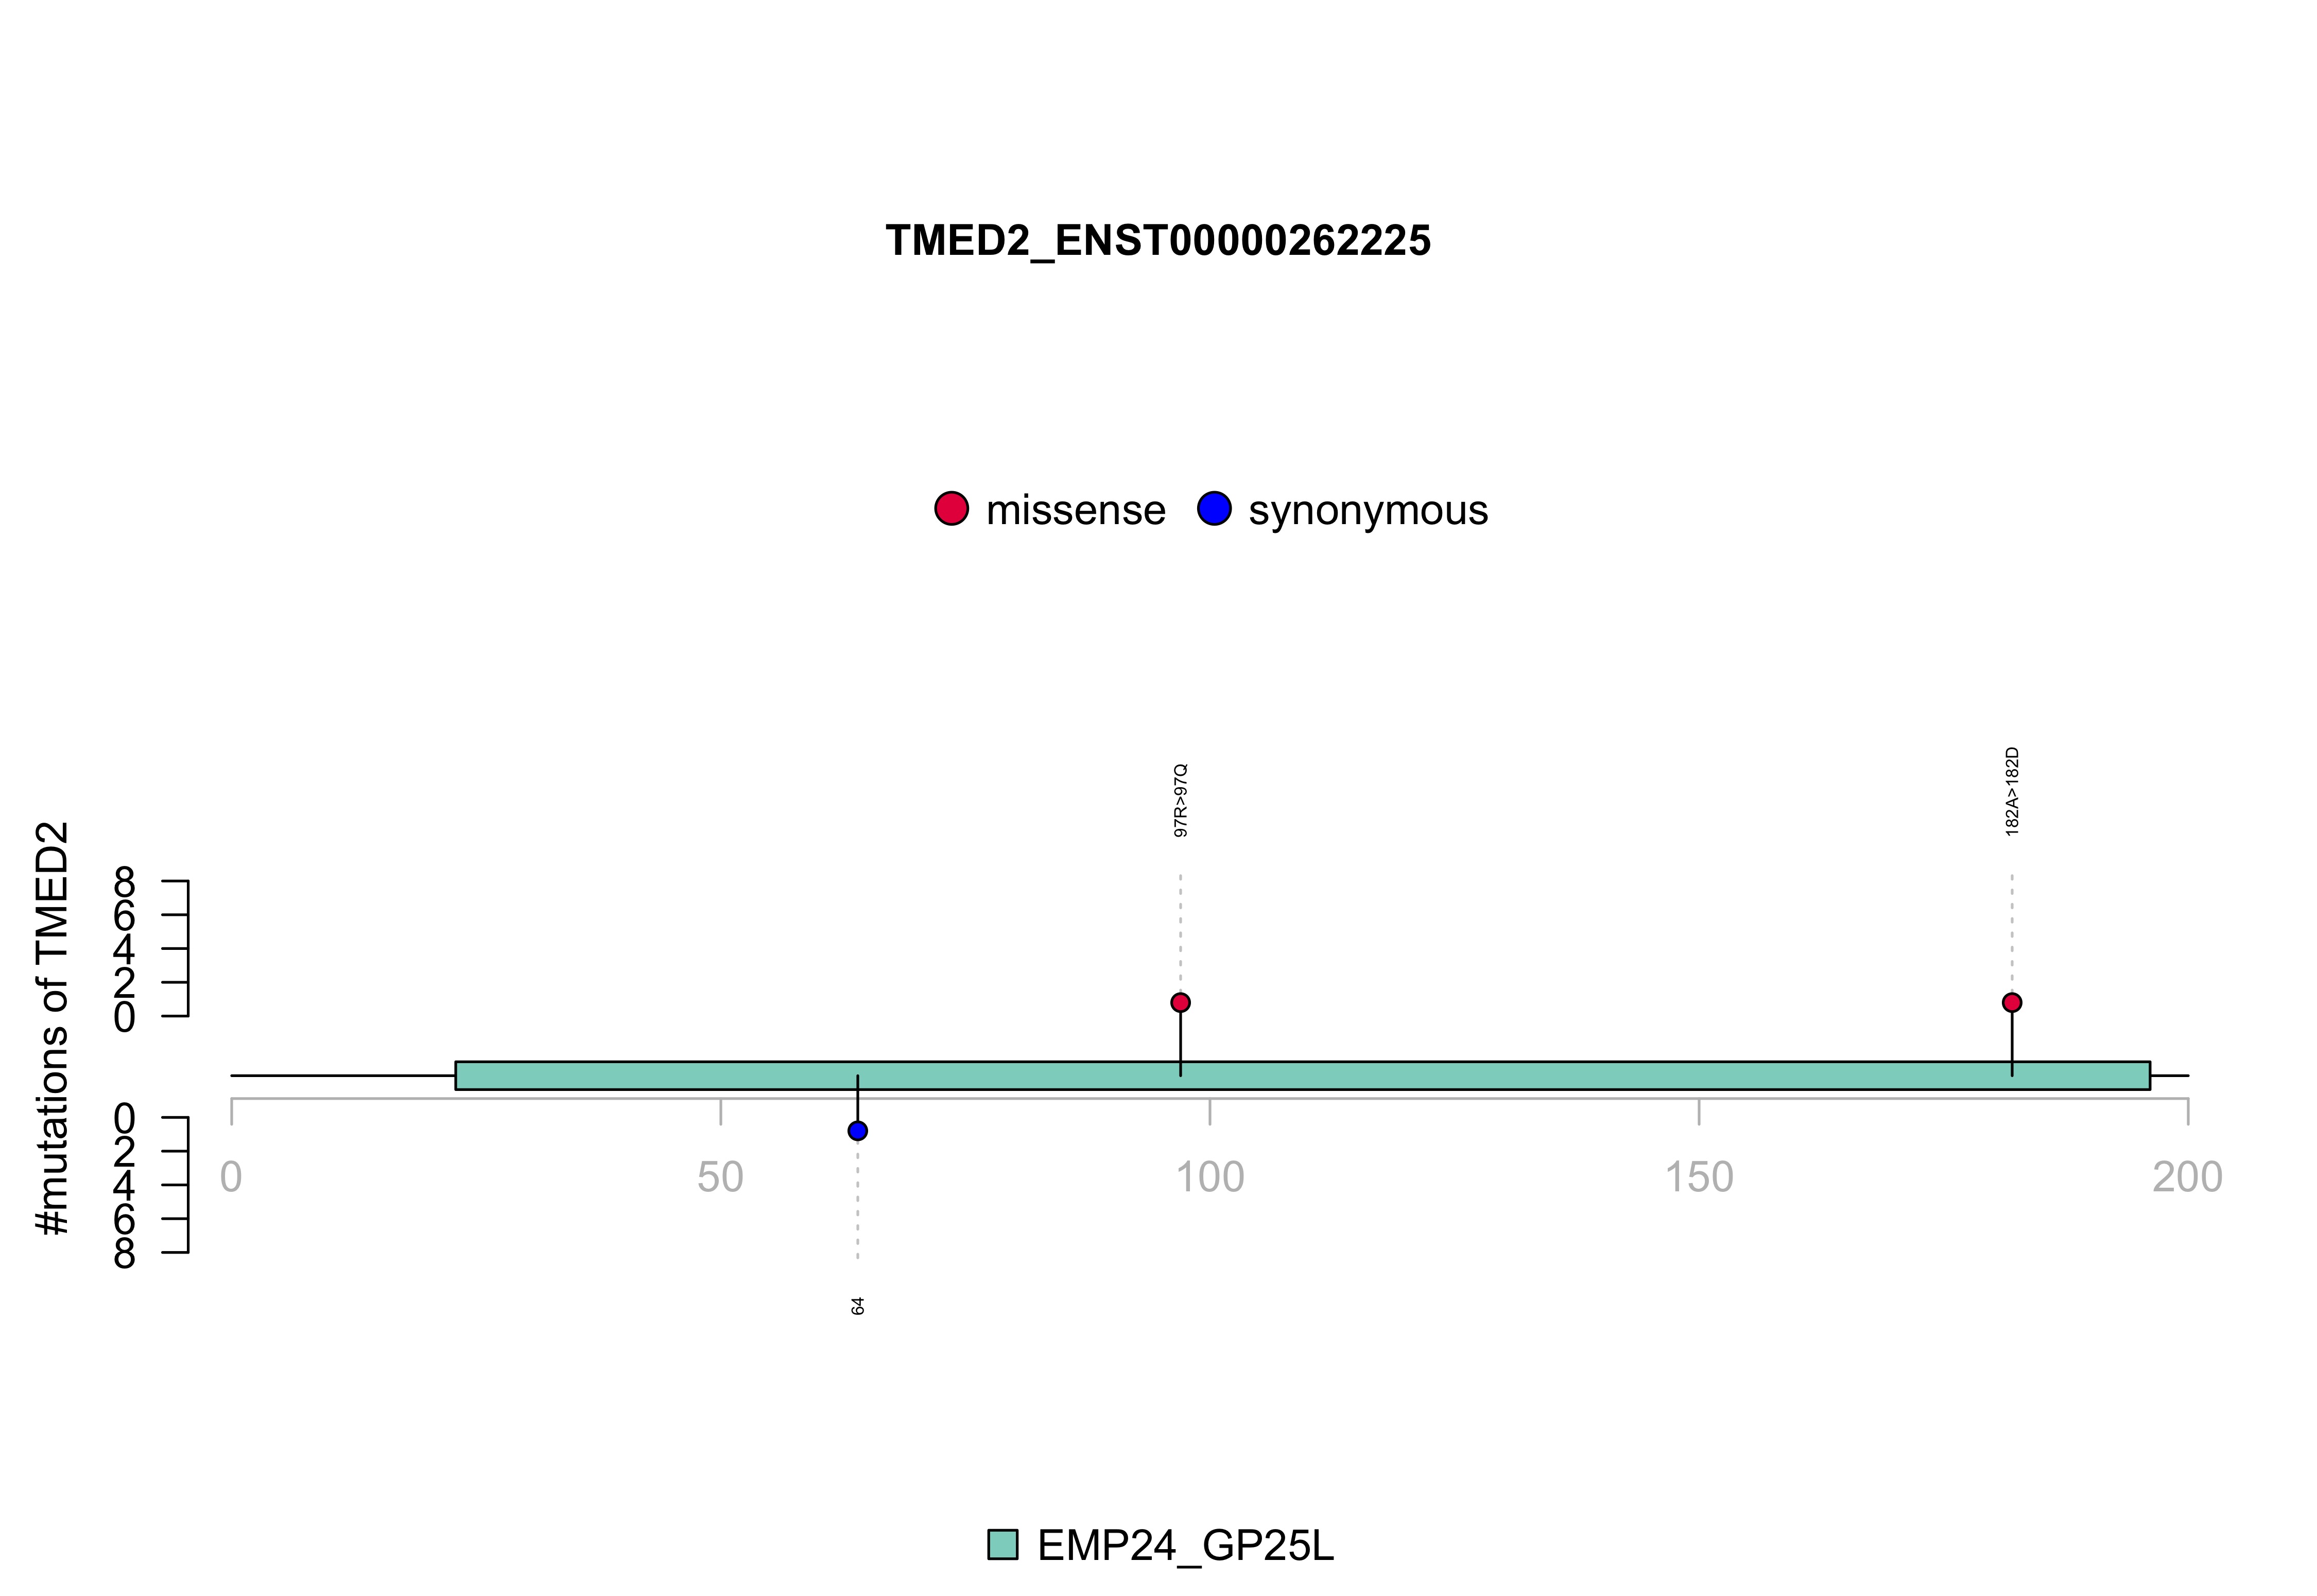 TMED2_ENST00000262225
missense synonymous
97R>97Q
182A>182D
#mutations of TMED2
8
6
4
2
0
0
2
4
6
8
0 50 100 150 200
64
EMP24_GP25L